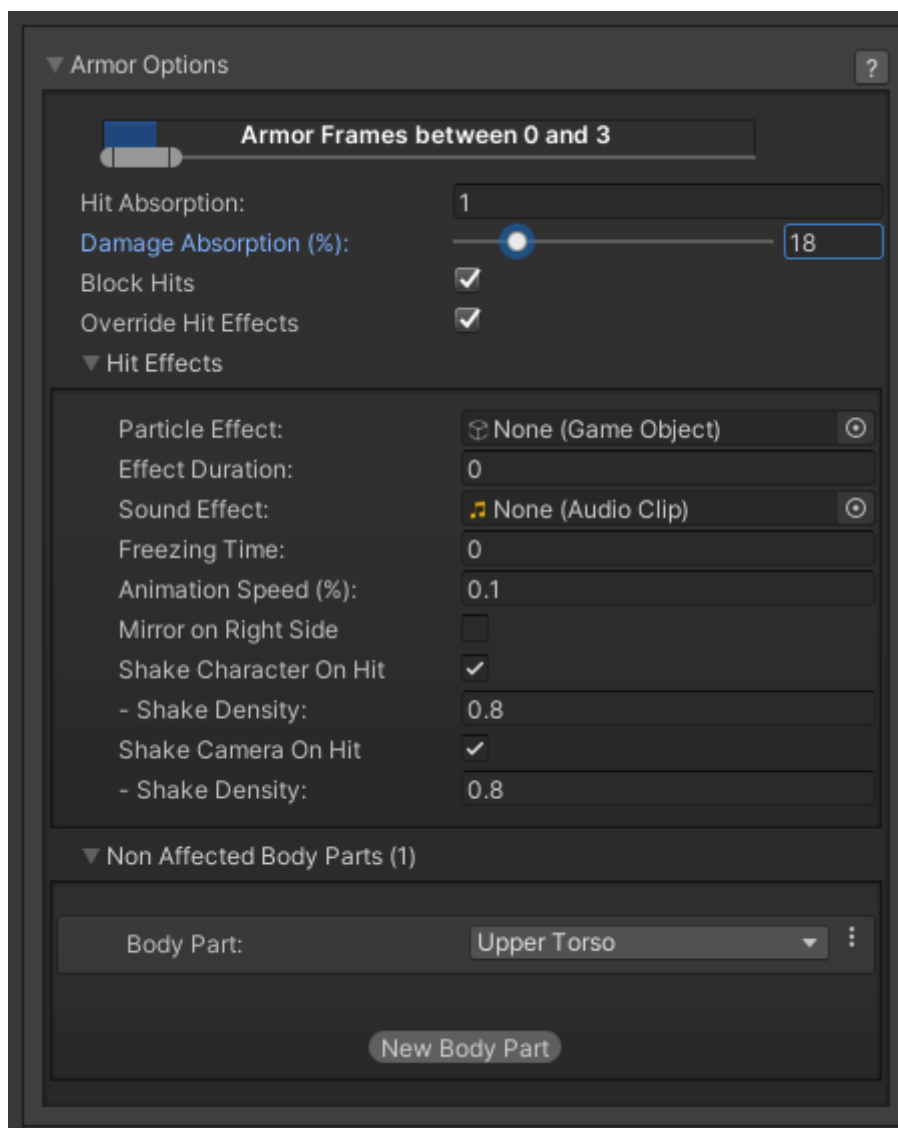 Armor Options
?
Armor Frames between 0 and 3
Hit Absorption: 1
Damage Absorption (%): 18
Block Hits
Override Hit Effects
Hit Effects
Particle Effect: None (Game Object)
Effect Duration: 0
Sound Effect: None (Audio Clip)
Freezing Time: 0
Animation Speed (%): 0.1
Mirror on Right Side
Shake Character On Hit
- Shake Density: 0.8
Shake Camera On Hit
- Shake Density: 0.8
Non Affected Body Parts (1)
Body Part: Upper Torso
New Body Part